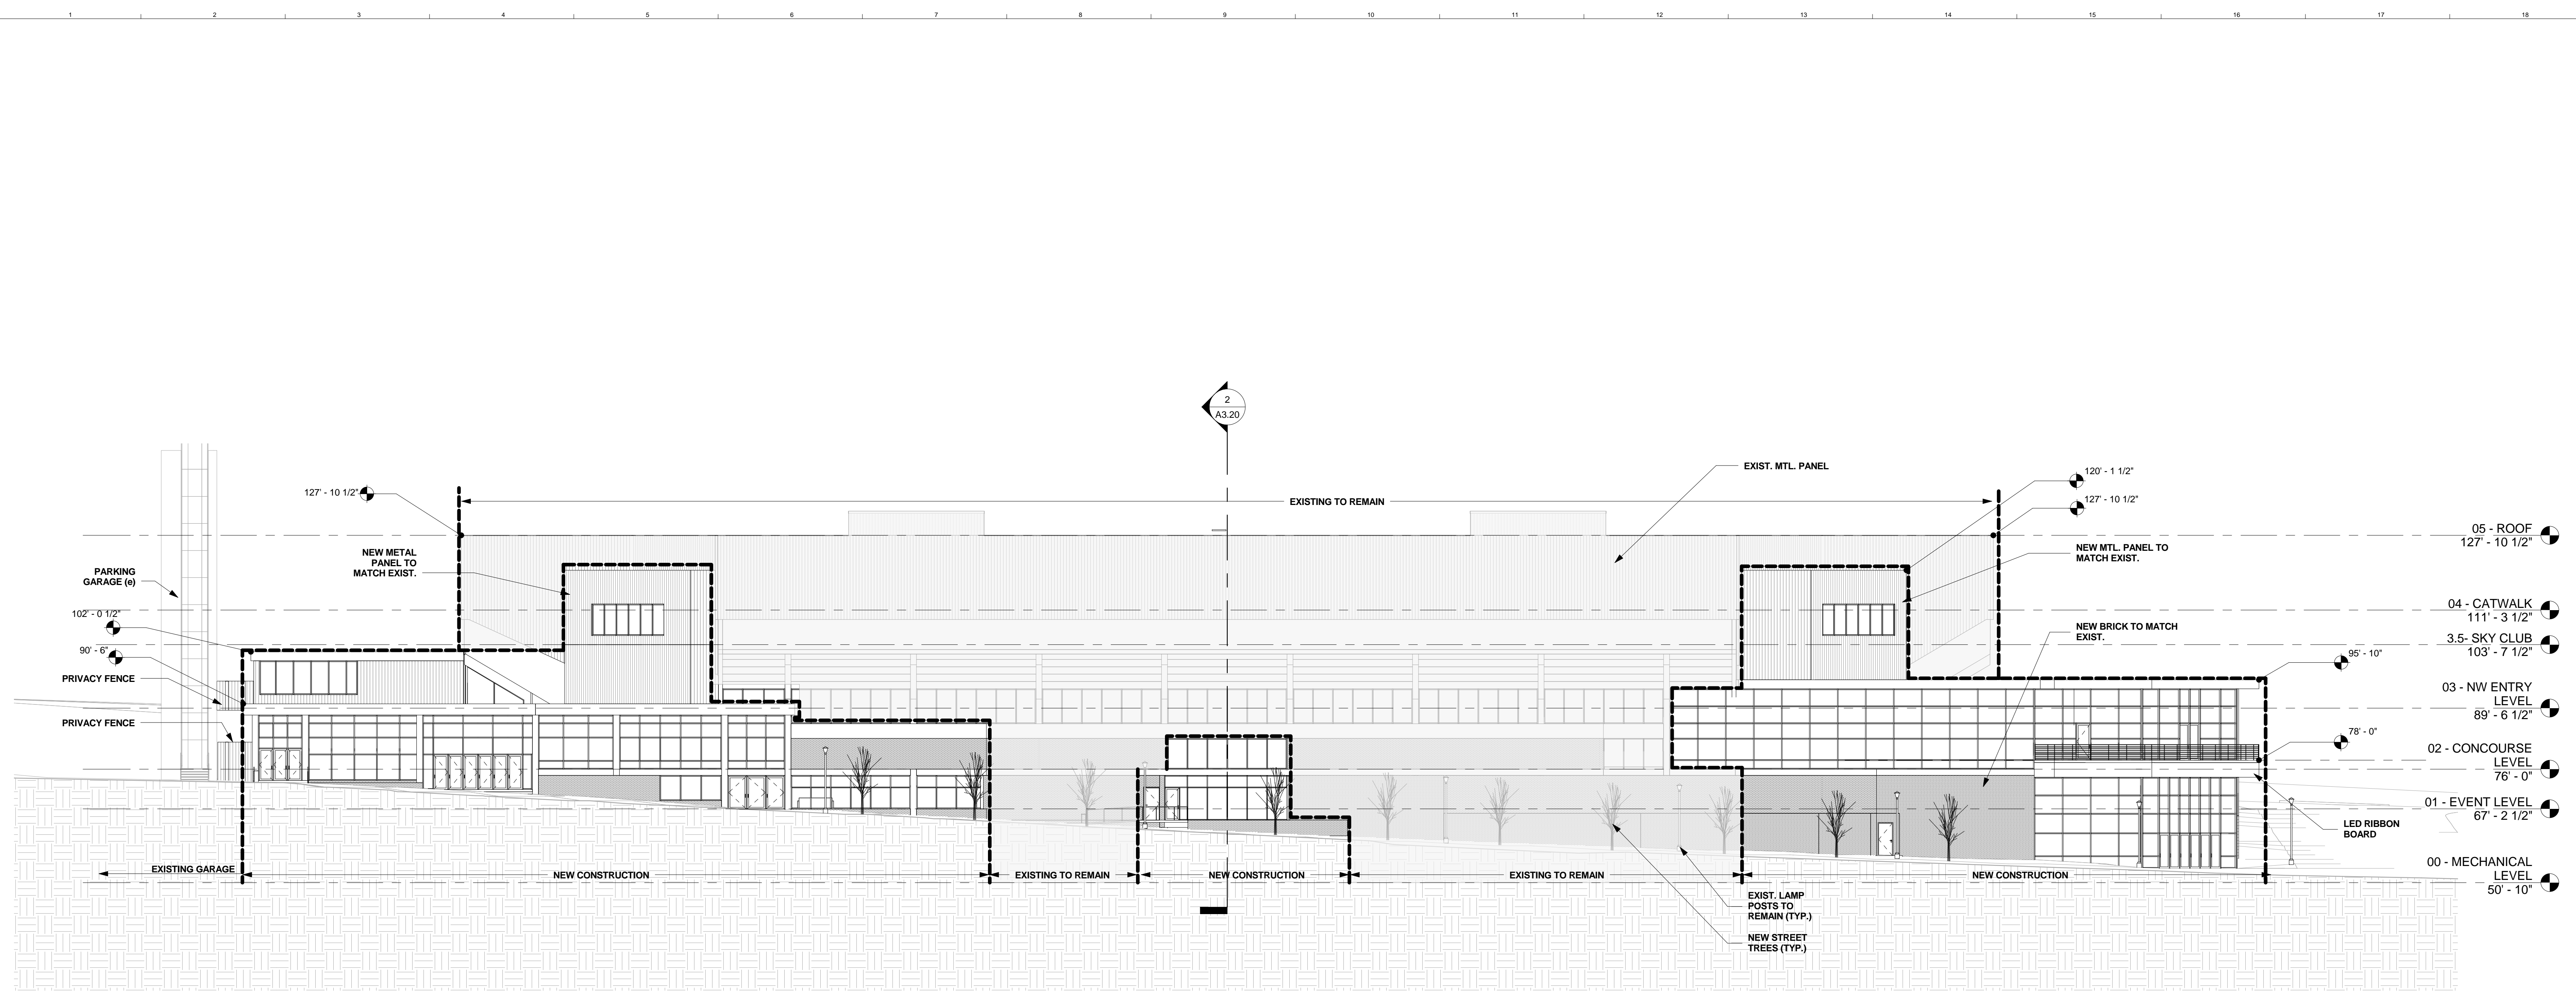 1 2 3 4 5 6 7 8 9 10 11 12 13 14 15 16 17 18
2
A3.20
EXIST. MTL. PANEL
120' - 1 1/2"
127' - 10 1/2"
EXISTING TO REMAIN
127' - 10 1/2"
05 - ROOF
127' - 10 1/2"
NEW METAL
PANEL TO
MATCH EXIST.
NEW MTL. PANEL TO
MATCH EXIST.
PARKING
GARAGE (e)
04 - CATWALK
111' - 3 1/2"
102' - 0 1/2"
NEW BRICK TO MATCH
EXIST.
3.5- SKY CLUB
103' - 7 1/2"
90' - 6"
95' - 10"
PRIVACY FENCE
03 - NW ENTRY
LEVEL
89' - 6 1/2"
PRIVACY FENCE
78' - 0"
02 - CONCOURSE
LEVEL
76' - 0"
01 - EVENT LEVEL
67' - 2 1/2"
LED RIBBON
BOARD
00 - MECHANICAL
LEVEL
50' - 10"
EXISTING GARAGE
NEW CONSTRUCTION
EXISTING TO REMAIN
NEW CONSTRUCTION
EXISTING TO REMAIN
NEW CONSTRUCTION
EXIST. LAMP
POSTS TO
REMAIN (TYP.)
NEW STREET
TREES (TYP.)